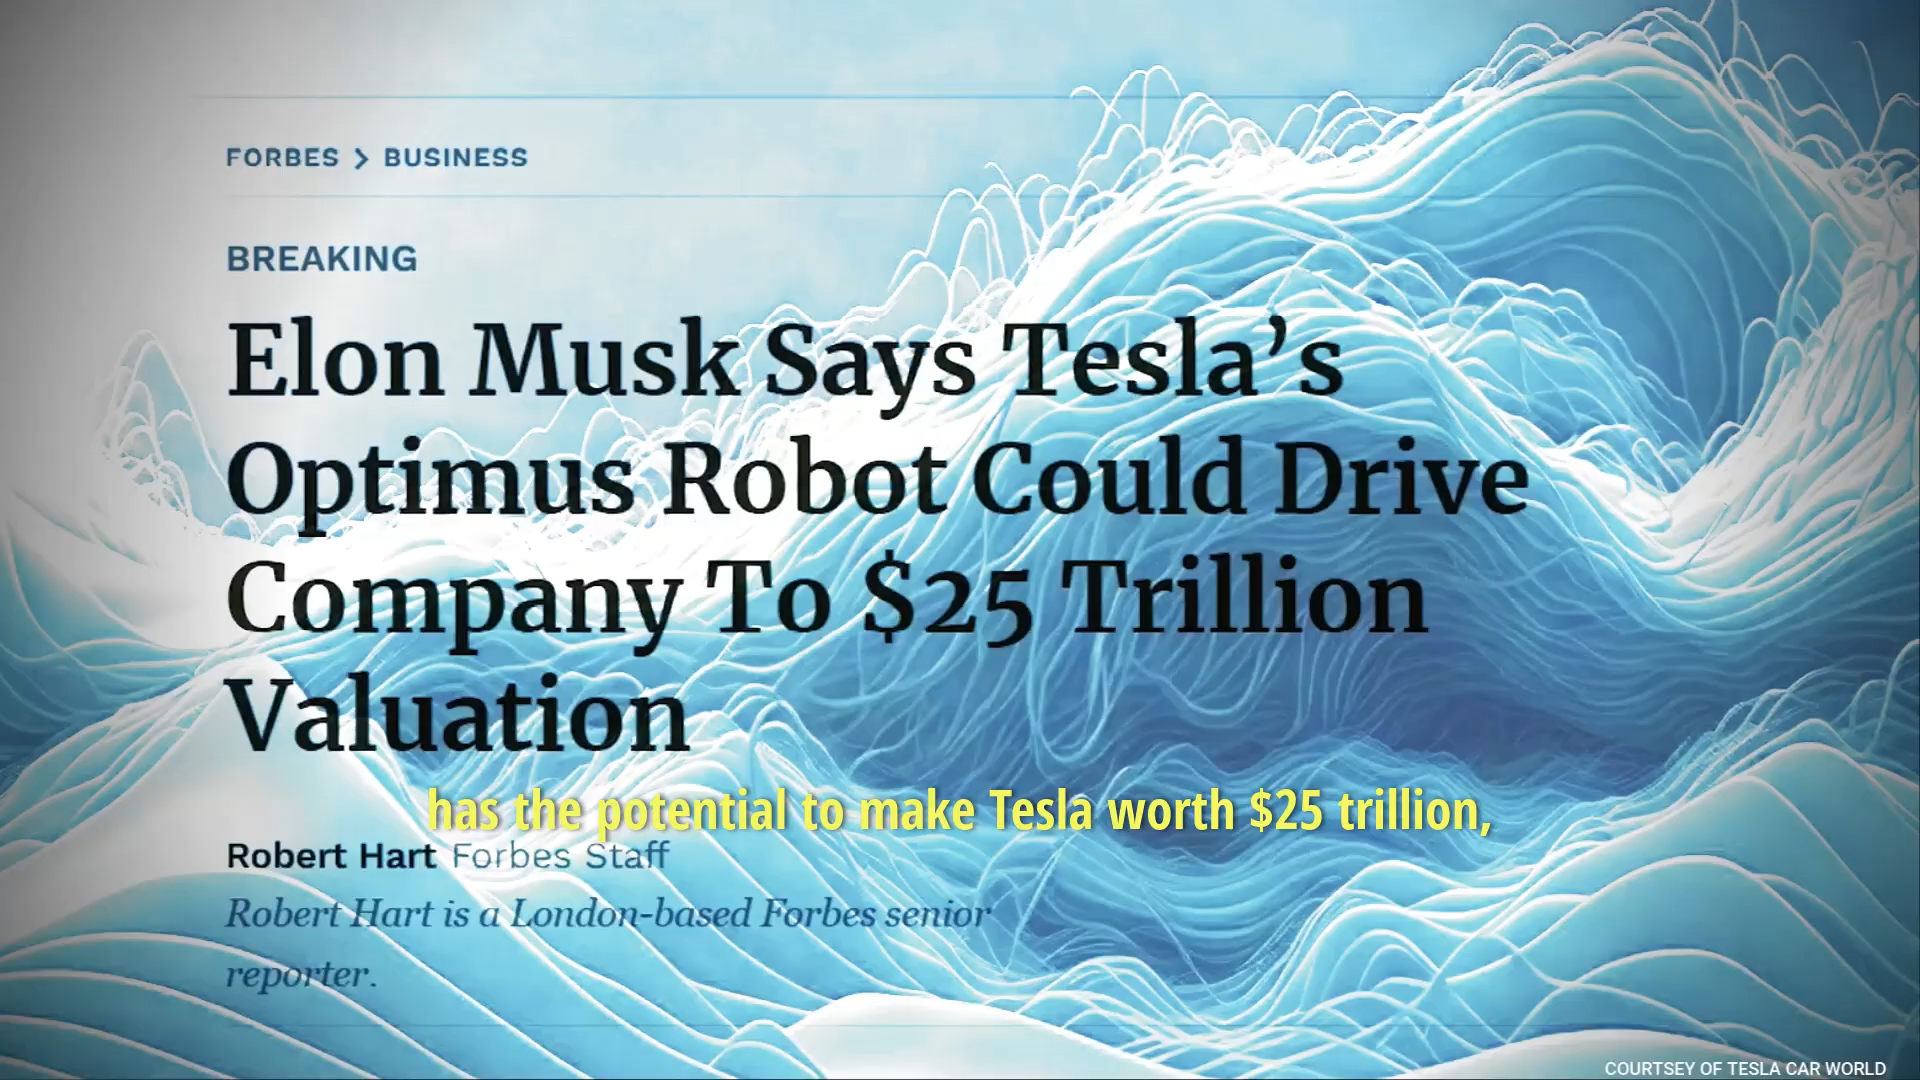 FORBES > BUSINESS
BREAKING
Elon Musk Says Tesla’s
Optimus Robot Could Drive
Company To $25 Trillion
Valuation
has the potential to make Tesla worth $25 trillion,
Robert Hart Forbes Staff
Robert Hart is a London-based Forbes senior
reporter.
COURTSEY OF TESLA CAR WORLD